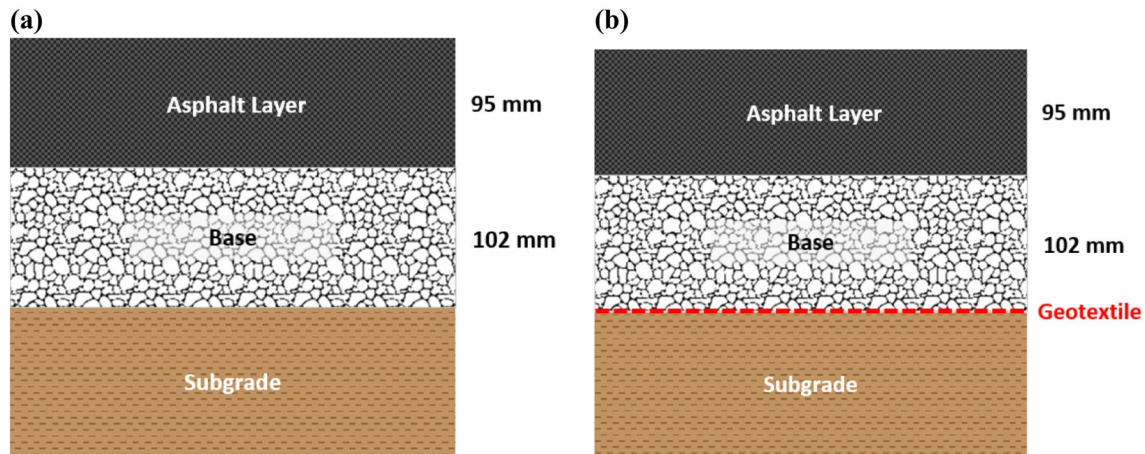 (a)
Asphalt Layer
95 mm
Base
102 mm
Subgrade
(b)
Asphalt Layer
95 mm
Base
102 mm
Geotextile
Subgrade